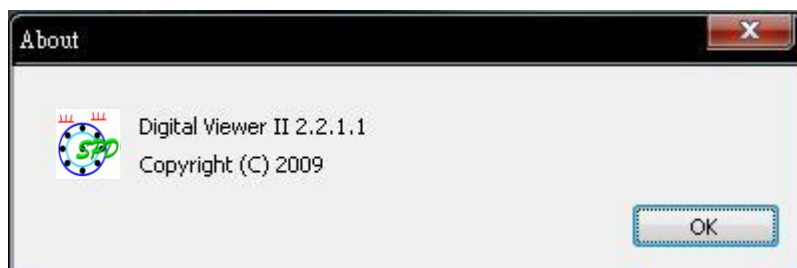 About
SPD
Digital Viewer II 2.2.1.1
Copyright (C) 2009
OK